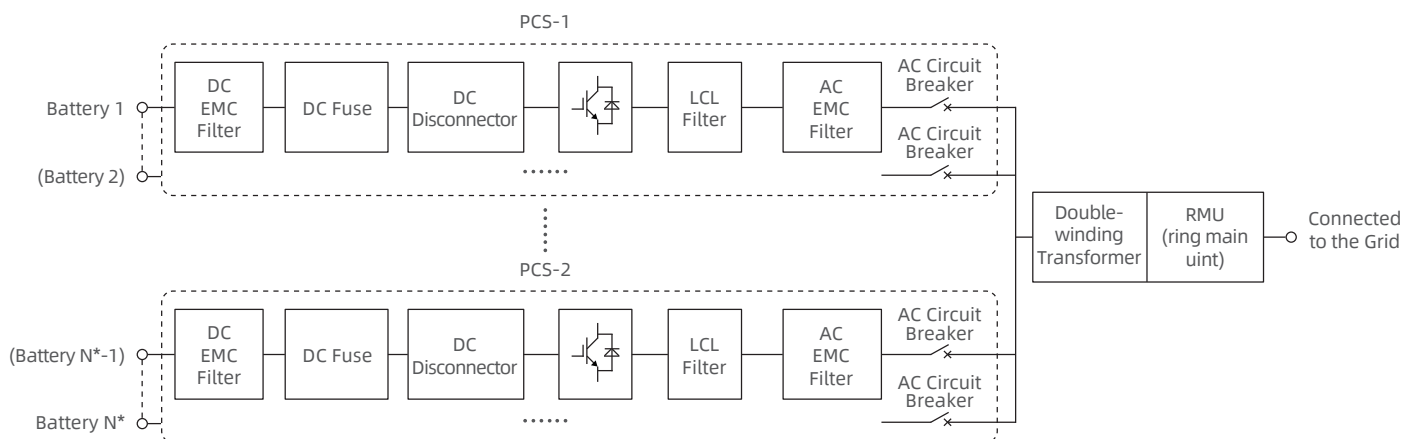 PCS-1
Battery 1
DC
EMC
Filter
DC Fuse
DC
Disconnector
LCL
Filter
AC
EMC
Filter
AC Circuit
Breaker
(Battery 2)
AC Circuit
Breaker
Double-
winding
Transformer
RMU
(ring main
uint)
Connected
to the Grid
PCS-2
(Battery N*-1)
DC
EMC
Filter
DC Fuse
DC
Disconnector
LCL
Filter
AC
EMC
Filter
AC Circuit
Breaker
Battery N*
AC Circuit
Breaker